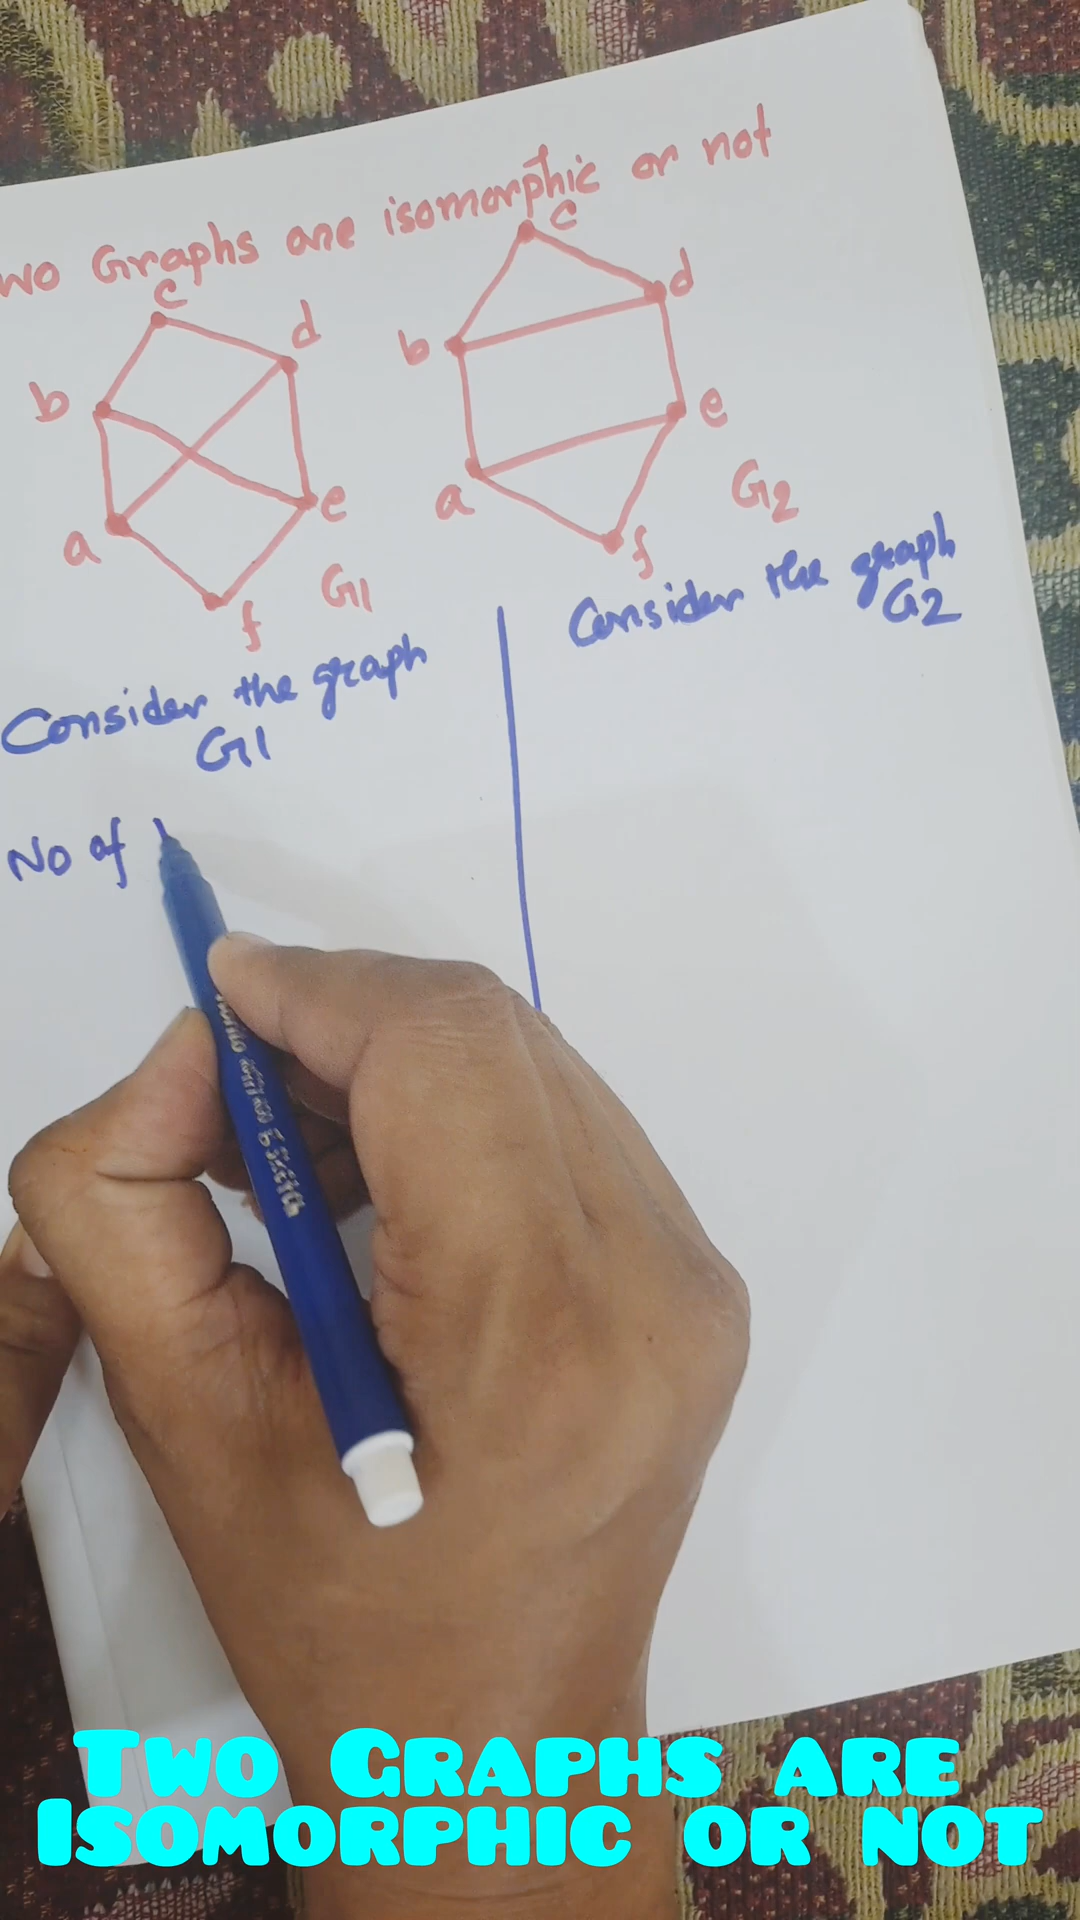 wo Graphs are isomorphic or not
c
d
b
a
e
f
G1
c
d
b
e
a
f
G2
Consider the graph
G1
Consider the graph
G2
No of
Two Graphs are
Isomorphic or not